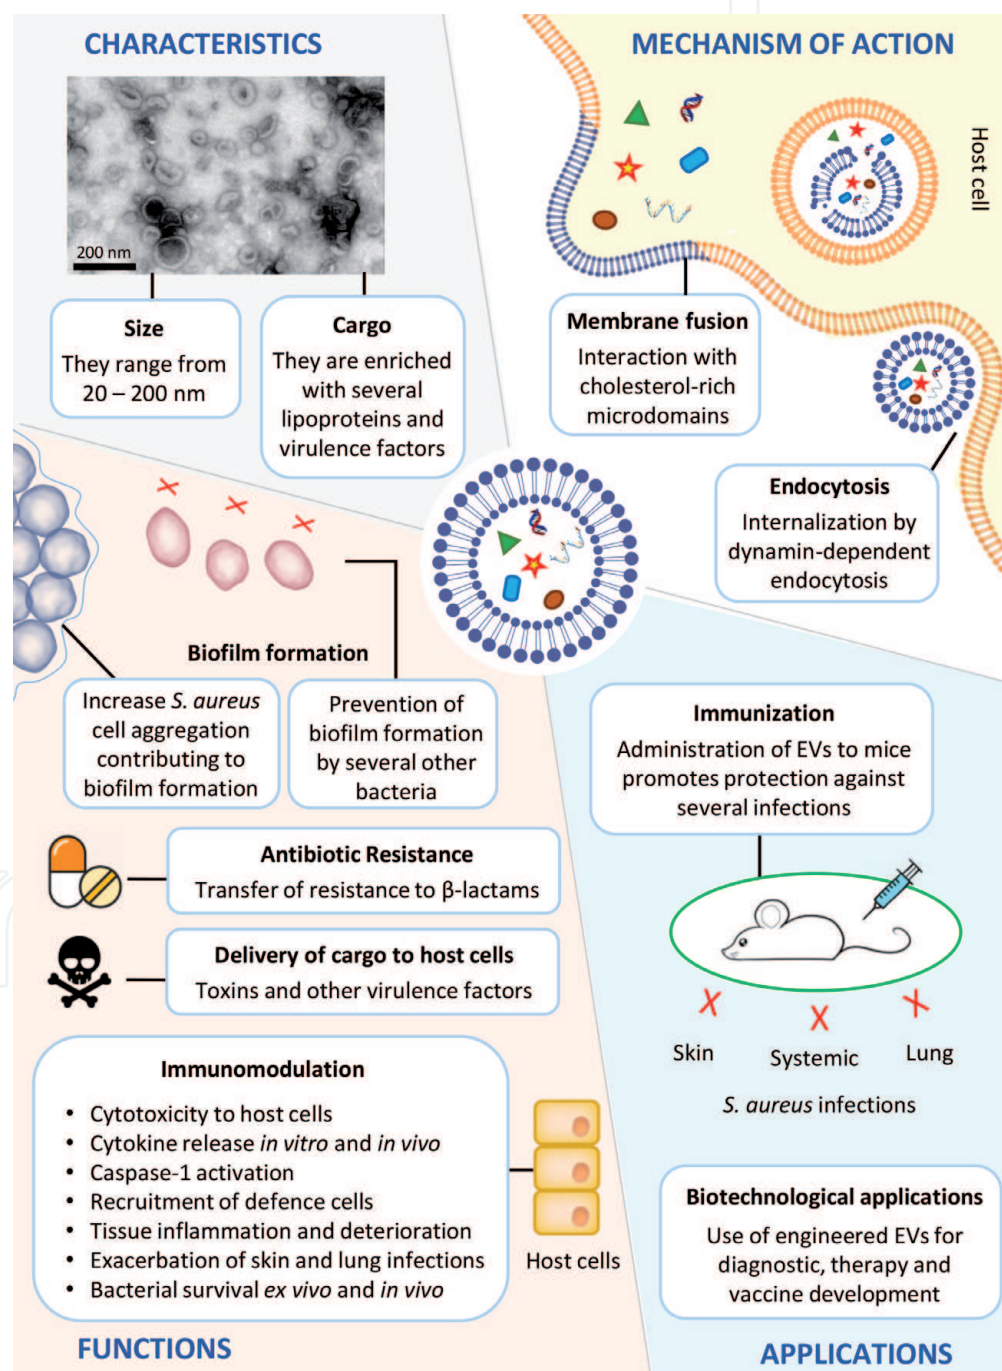 CHARACTERISTICS
200 nm
Size
They range from
20 – 200 nm
Cargo
They are enriched
with several
lipoproteins and
virulence factors
MECHANISM OF ACTION
Host cell
Membrane fusion
Interaction with
cholesterol-rich
microdomains
Endocytosis
Internalization by
dynamin-dependent
endocytosis
Biofilm formation
Increase S. aureus
cell aggregation
contributing to
biofilm formation
Prevention of
biofilm formation
by several other
bacteria
Antibiotic Resistance
Transfer of resistance to β-lactams
Delivery of cargo to host cells
Toxins and other virulence factors
Immunomodulation
• Cytotoxicity to host cells
• Cytokine release in vitro and in vivo
• Caspase-1 activation
• Recruitment of defence cells
• Tissue inflammation and deterioration
• Exacerbation of skin and lung infections
• Bacterial survival ex vivo and in vivo
Host cells
FUNCTIONS
Immunization
Administration of EVs to mice
promotes protection against
several infections
Skin
Systemic
Lung
S. aureus infections
Biotechnological applications
Use of engineered EVs for
diagnostic, therapy and
vaccine development
APPLICATIONS